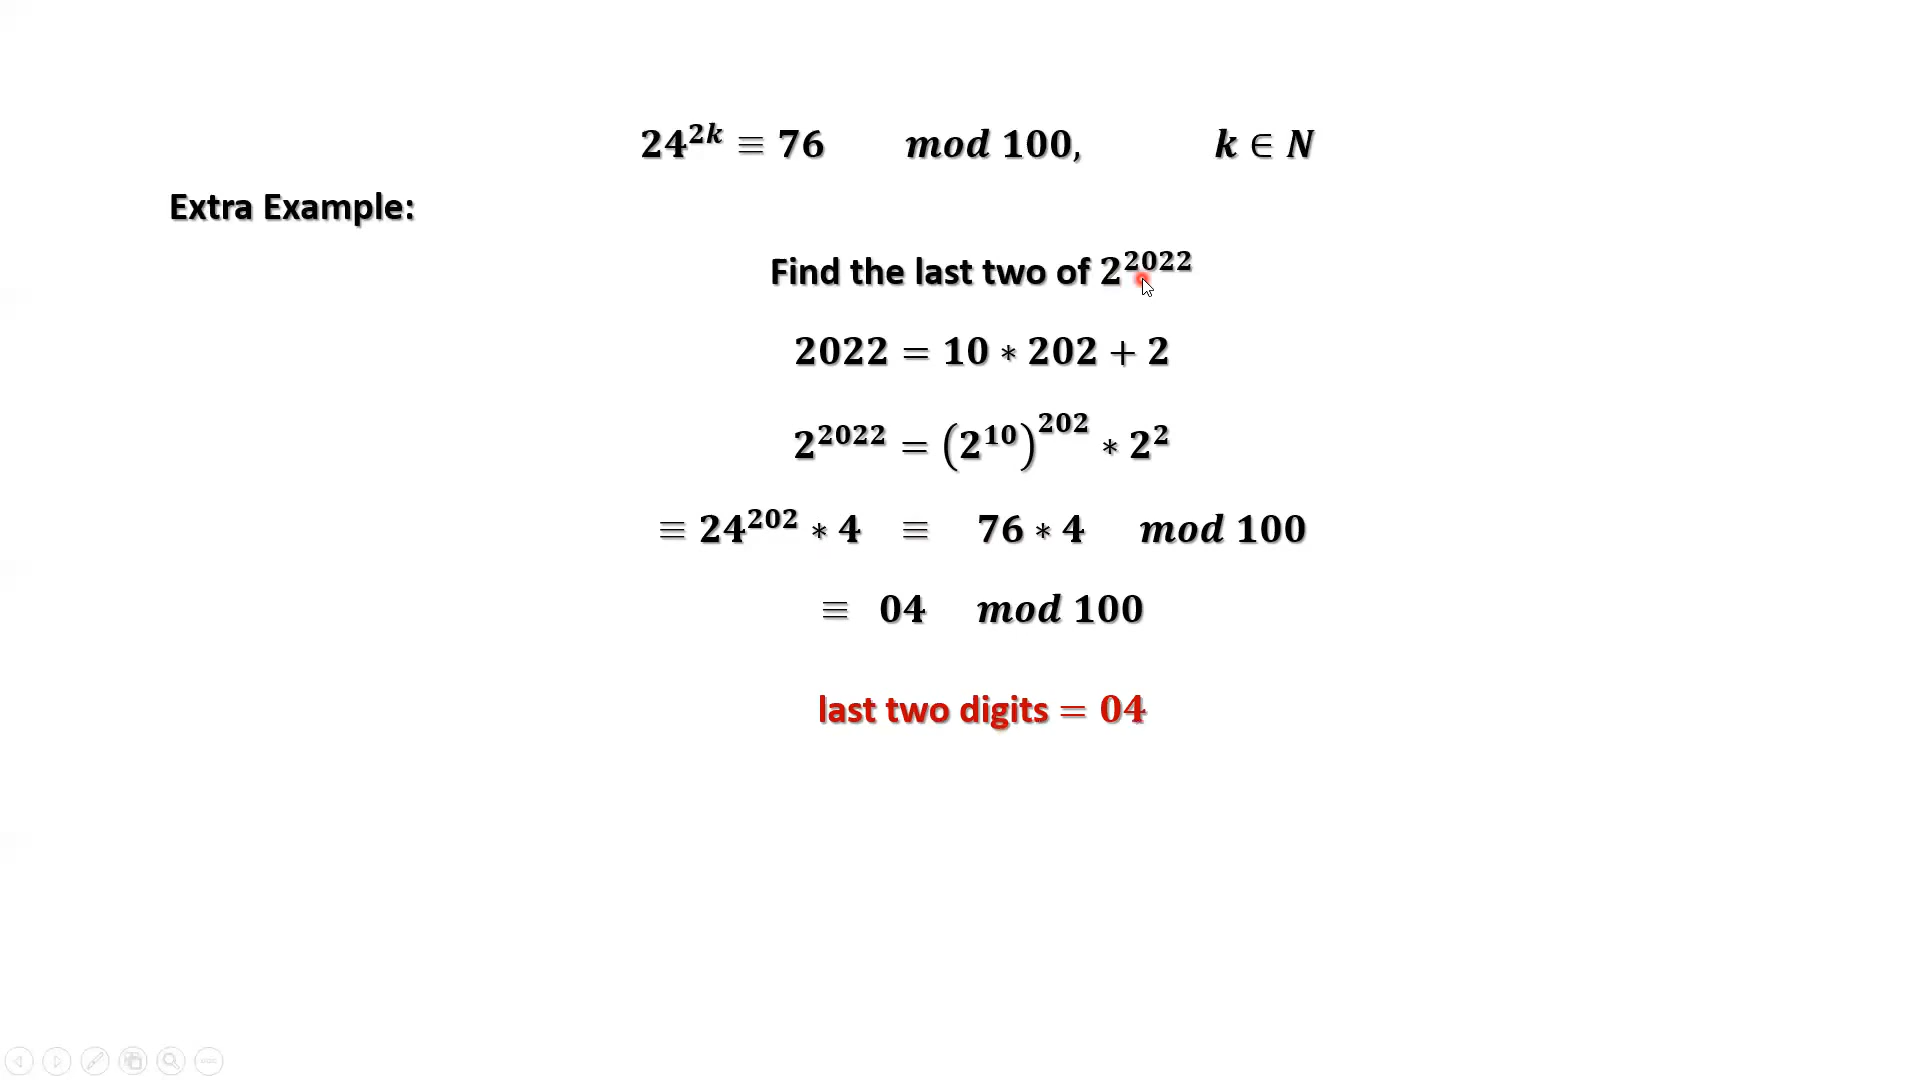 24^{2k} ≡ 76 mod 100, k ∈ N
Extra Example:
Find the last two of 2^{2022}
2022 = 10 * 202 + 2
2^{2022} = (2^{10})^{202} * 2^2
≡ 24^{202} * 4 ≡ 76 * 4 mod 100
≡ 04 mod 100
last two digits = 04